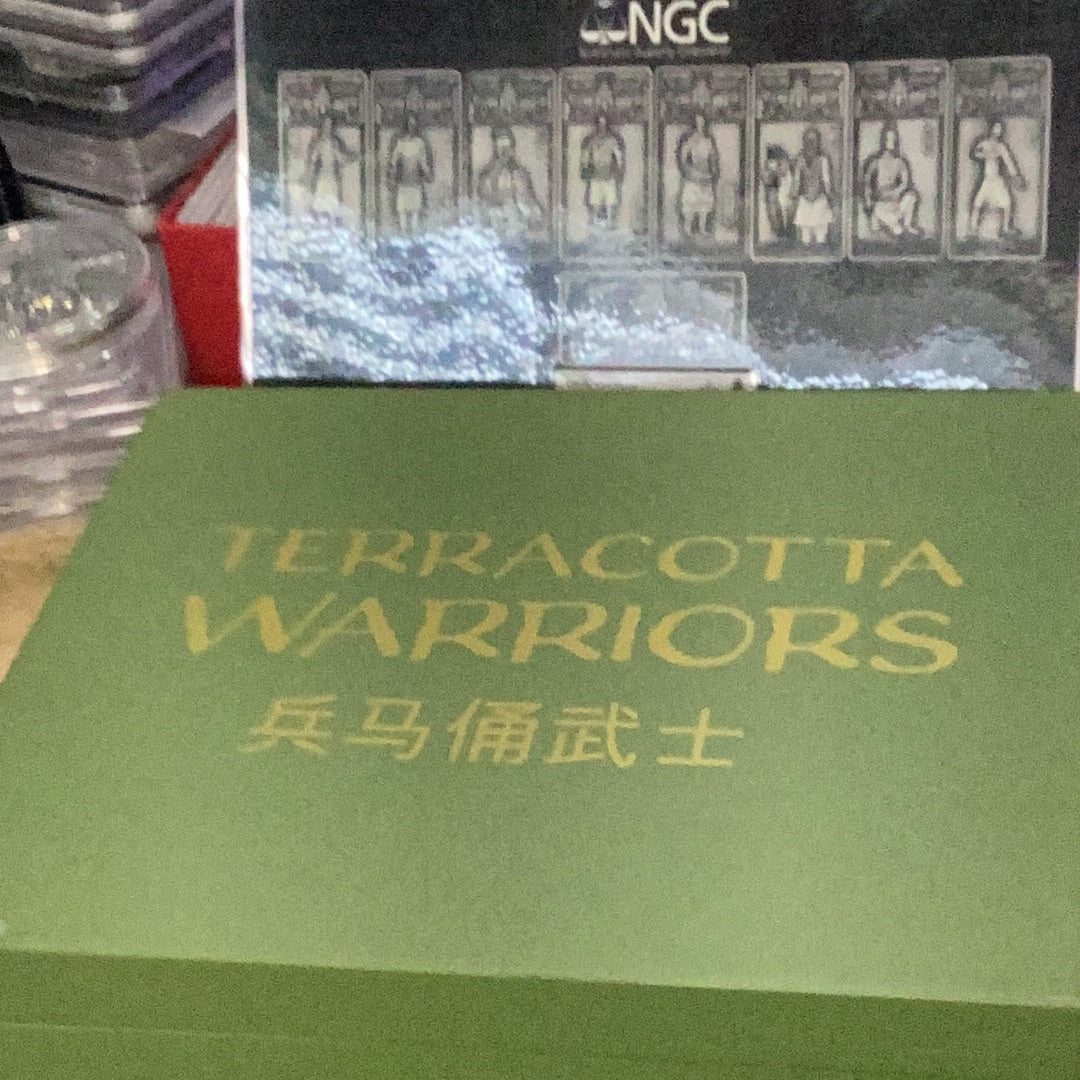 NGC
TERRACOTTA
WARRIORS
兵马俑武士